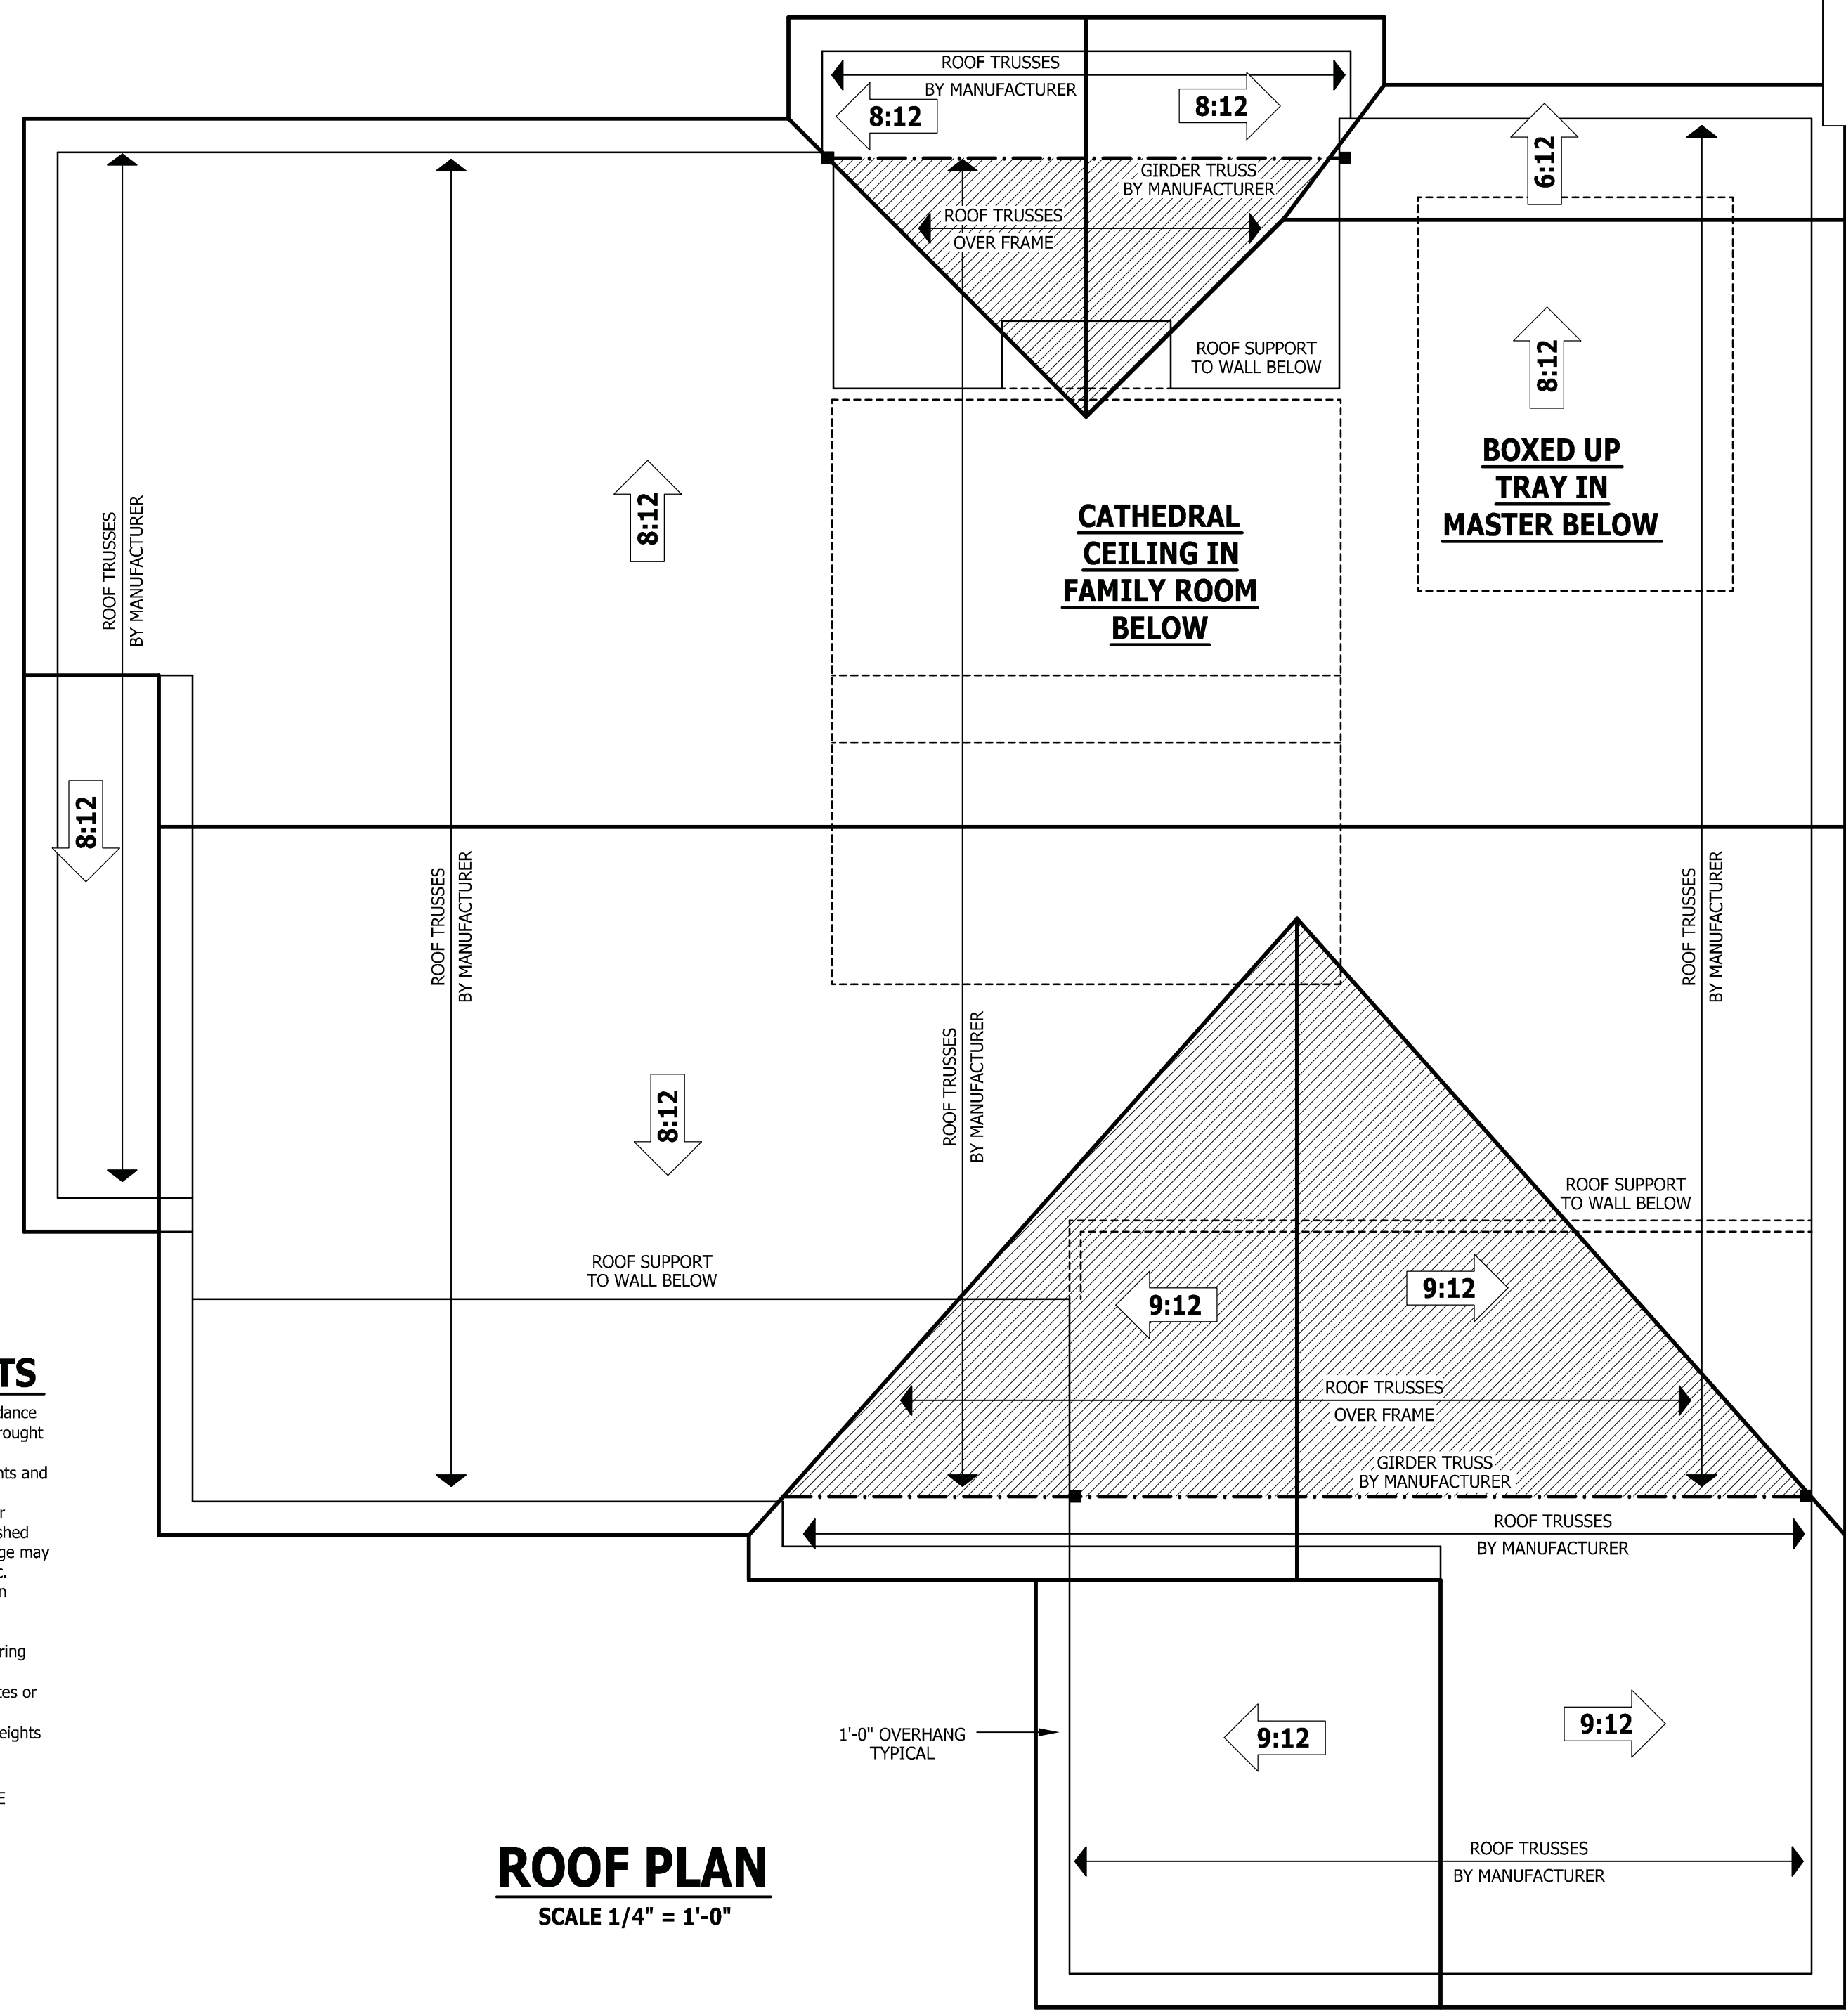 ROOF TRUSSES
BY MANUFACTURER
8:12
8:12
6:12
GIRDER TRUSS
BY MANUFACTURER
ROOF TRUSSES
OVER FRAME
ROOF SUPPORT
TO WALL BELOW
8:12
BOXED UP
TRAY IN
MASTER BELOW
CATHEDRAL
CEILING IN
FAMILY ROOM
BELOW
8:12
ROOF TRUSSES
BY MANUFACTURER
8:12
ROOF TRUSSES
BY MANUFACTURER
ROOF TRUSSES
BY MANUFACTURER
ROOF TRUSSES
BY MANUFACTURER
8:12
ROOF SUPPORT
TO WALL BELOW
ROOF SUPPORT
TO WALL BELOW
9:12
9:12
ROOF TRUSSES
OVER FRAME
GIRDER TRUSS
BY MANUFACTURER
ROOF TRUSSES
BY MANUFACTURER
1'-0" OVERHANG
TYPICAL
9:12
9:12
ROOF TRUSSES
BY MANUFACTURER
ROOF PLAN
SCALE 1/4" = 1'-0"
TS
dance
rought
nts and
r
shed
ge may
c.
n
ring
tes or
eights
E